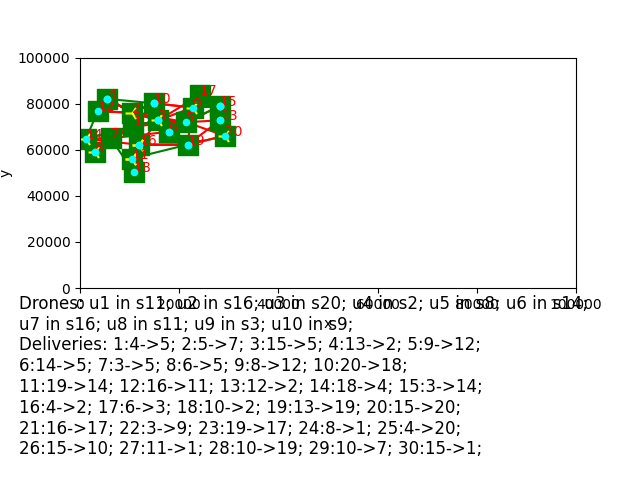 100000
80000
60000
40000
20000
0
y
0 20000 40000 60000 80000 100000
x
Drones: u1 in s11; u2 in s16; u3 in s20; u4 in s2; u5 in s8; u6 in s14;
u7 in s16; u8 in s11; u9 in s3; u10 in s9;
Deliveries: 1:4->5; 2:5->7; 3:15->5; 4:13->2; 5:9->12;
6:14->5; 7:3->5; 8:6->5; 9:8->12; 10:20->18;
11:19->14; 12:16->11; 13:12->2; 14:18->4; 15:3->14;
16:4->2; 17:6->3; 18:10->2; 19:13->19; 20:15->20;
21:16->17; 22:3->9; 23:19->17; 24:8->1; 25:4->20;
26:15->10; 27:11->1; 28:10->19; 29:10->7; 30:15->1;